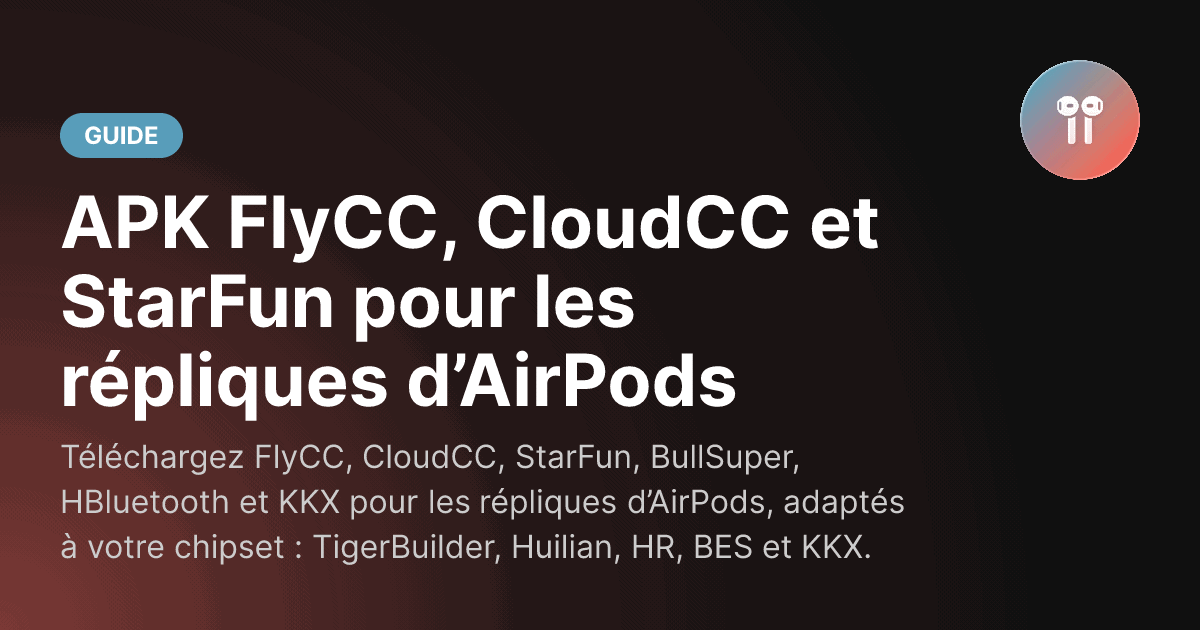 GUIDE
APK FlyCC, CloudCC et
StarFun pour les
répliques d’AirPods
Téléchargez FlyCC, CloudCC, StarFun, BullSuper,
HBluetooth et KKX pour les répliques d’AirPods, adaptés
à votre chipset : TigerBuilder, Huilian, HR, BES et KKX.